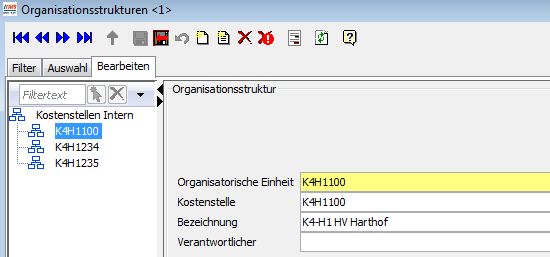 Organisationsstrukturen <1>
Filter Auswahl Bearbeiten
Filtertext
Kostenstellen Intern
K4H1100
K4H1234
K4H1235
Organisationsstruktur
Organisatorische Einheit K4H1100
Kostenstelle K4H1100
Bezeichnung K4-H1 HV Harthof
Verantwortlicher